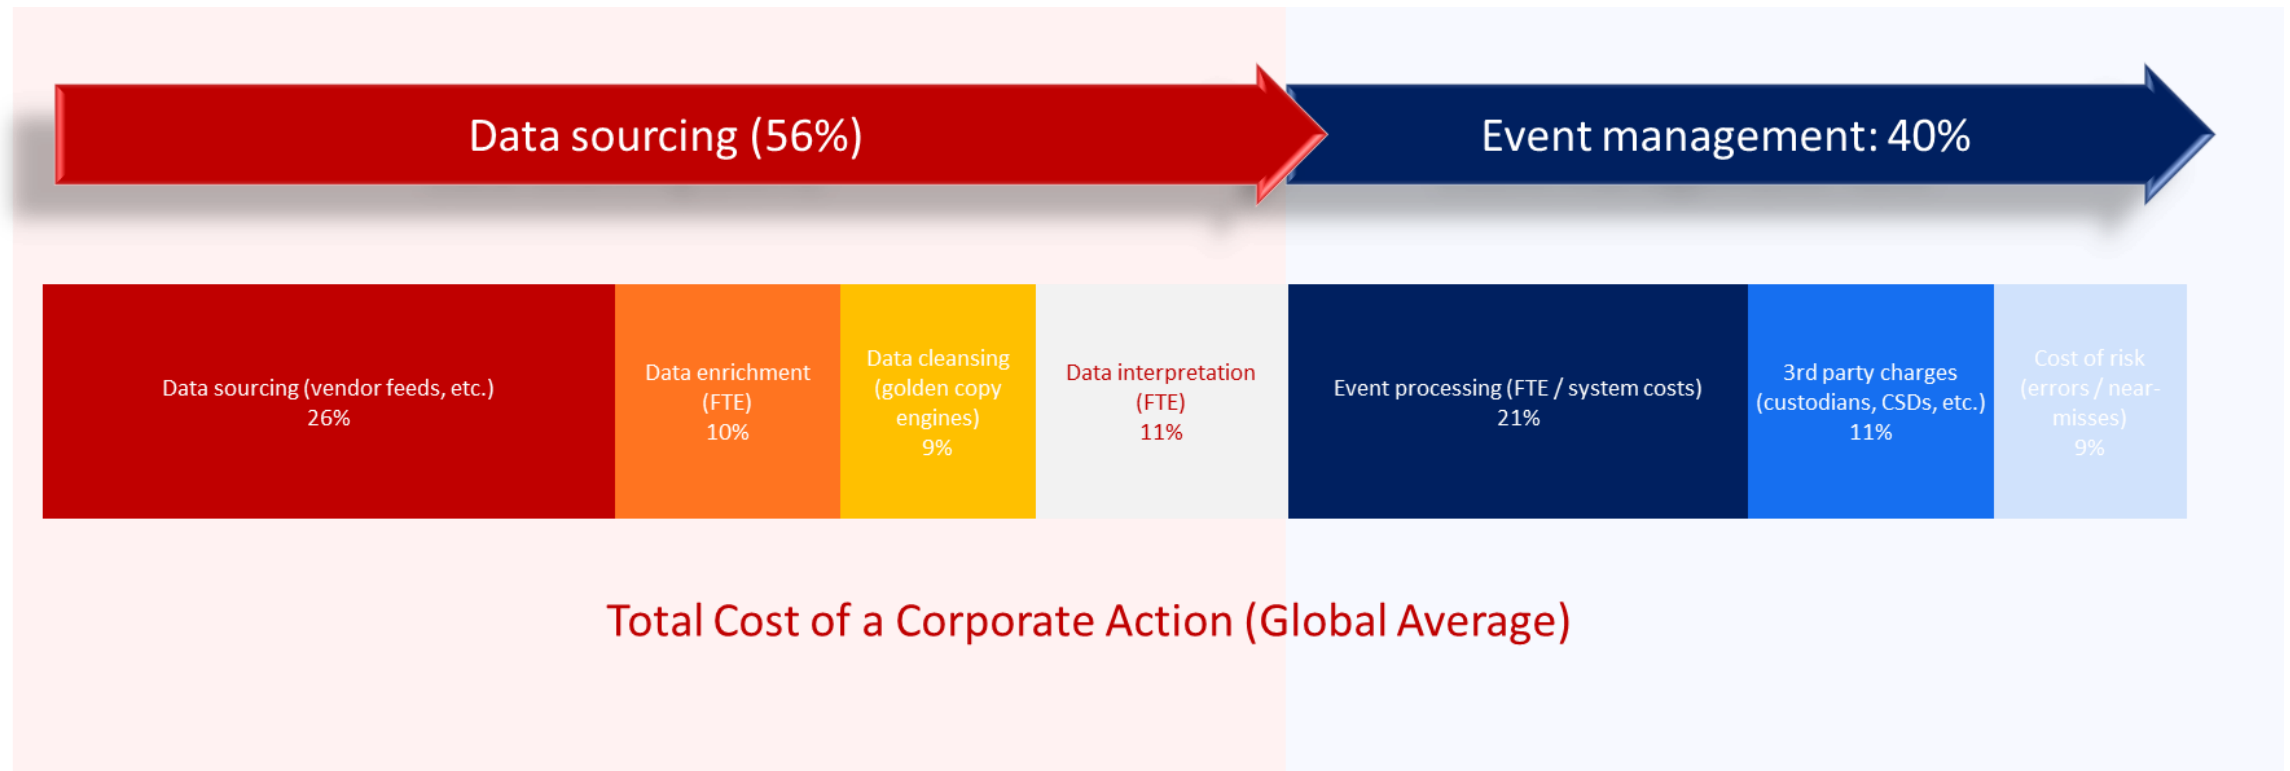 Data sourcing (56%)
Event management: 40%
Data sourcing (vendor feeds, etc.)
26%
Data enrichment
(FTE)
10%
Data cleansing
(golden copy
engines)
9%
Data interpretation
(FTE)
11%
Event processing (FTE / system costs)
21%
3rd party charges
(custodians, CSDs, etc.)
11%
Cost of risk
(errors / near-
misses)
9%
Total Cost of a Corporate Action (Global Average)